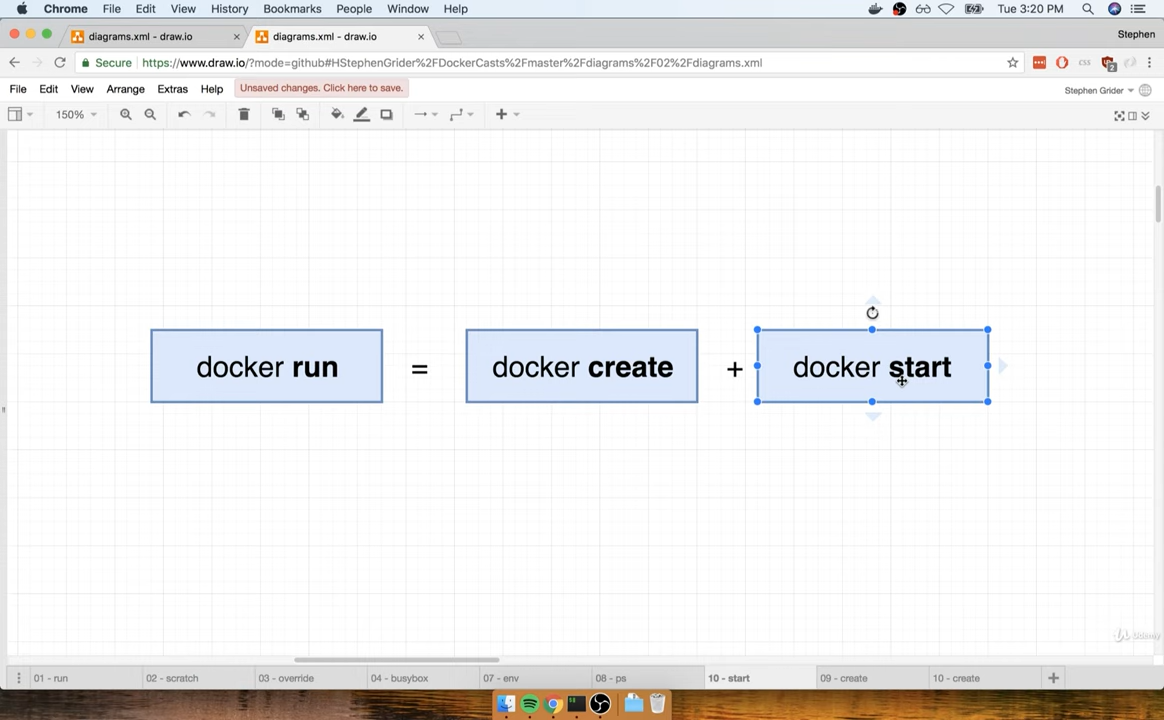 Chrome File Edit View History Bookmarks People Window Help Tue 3:20 PM
diagrams.xml - draw.io diagrams.xml - draw.io Stephen
Secure https://www.draw.io/?mode=github#HStephenGrider%2FDockerCasts%2Fmaster%2Fdiagrams%2F02%2Fdiagrams.xml css 2
File Edit View Arrange Extras Help Unsaved changes. Click here to save. Stephen Grider
150%
docker run = docker create + docker start
Udemy
01 - run 02 - scratch 03 - override 04 - busybox 07 - env 08 - ps 10 - start 09 - create 10 - create